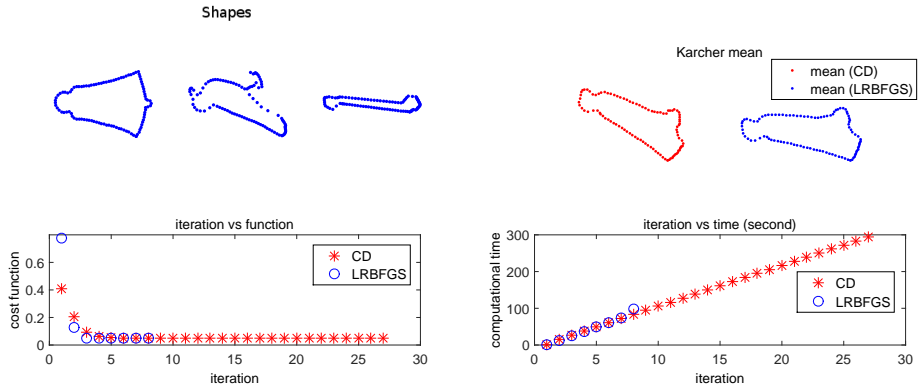 Shapes
Karcher mean
mean (CD)
mean (LRBFGS)
iteration vs function
cost function
0.6
0.4
0.2
0
0 5 10 15 20 25 30
iteration
CD
LRBFGS
iteration vs time (second)
computational time
300
200
100
0
0 5 10 15 20 25 30
iteration
CD
LRBFGS